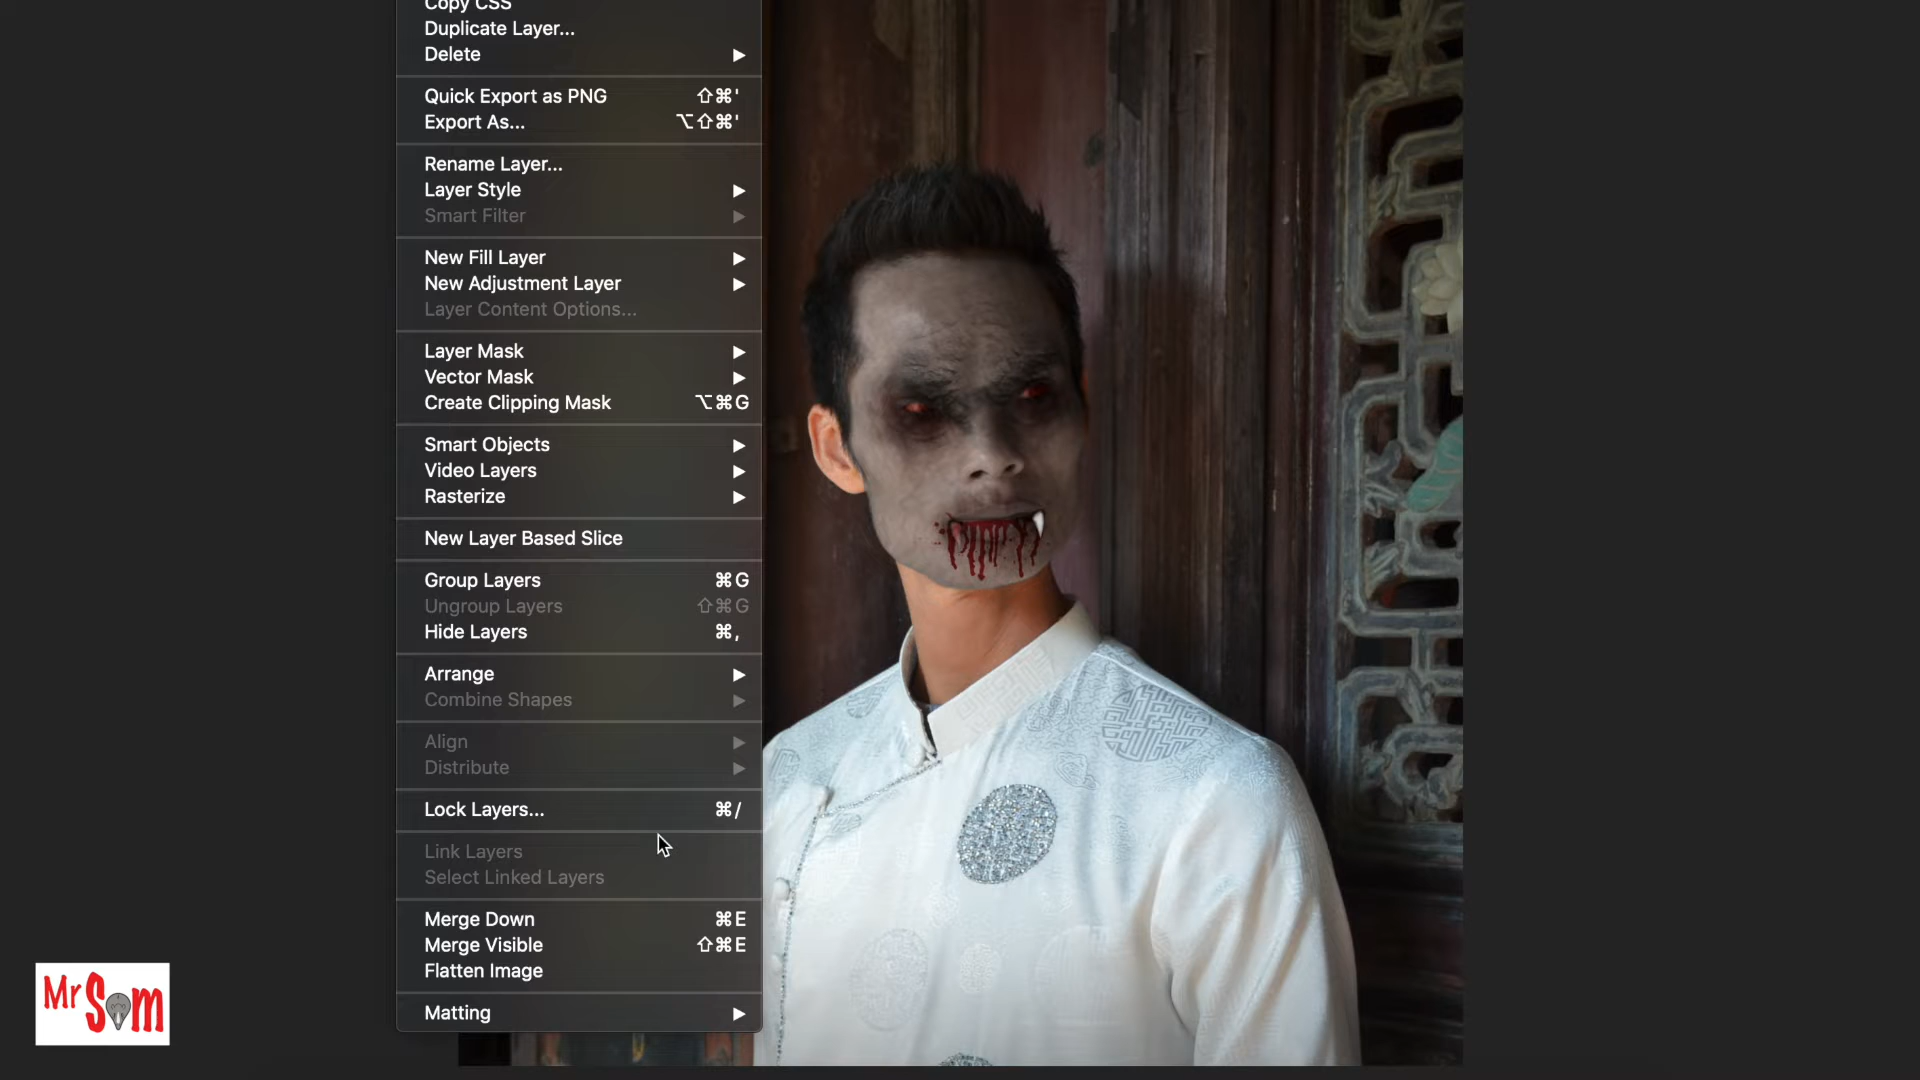 Copy CSS
Duplicate Layer...
Delete ▶
Quick Export as PNG ⇧⌘'
Export As... ⌥⇧⌘'
Rename Layer...
Layer Style ▶
Smart Filter ▶
New Fill Layer ▶
New Adjustment Layer ▶
Layer Content Options...
Layer Mask ▶
Vector Mask ▶
Create Clipping Mask ⌥⌘G
Smart Objects ▶
Video Layers ▶
Rasterize ▶
New Layer Based Slice
Group Layers ⌘G
Ungroup Layers ⇧⌘G
Hide Layers ⌘,
Arrange ▶
Combine Shapes ▶
Align ▶
Distribute ▶
Lock Layers... ⌘/
Link Layers
Select Linked Layers
Merge Down ⌘E
Merge Visible ⇧⌘E
Flatten Image
Matting ▶
Mr Som